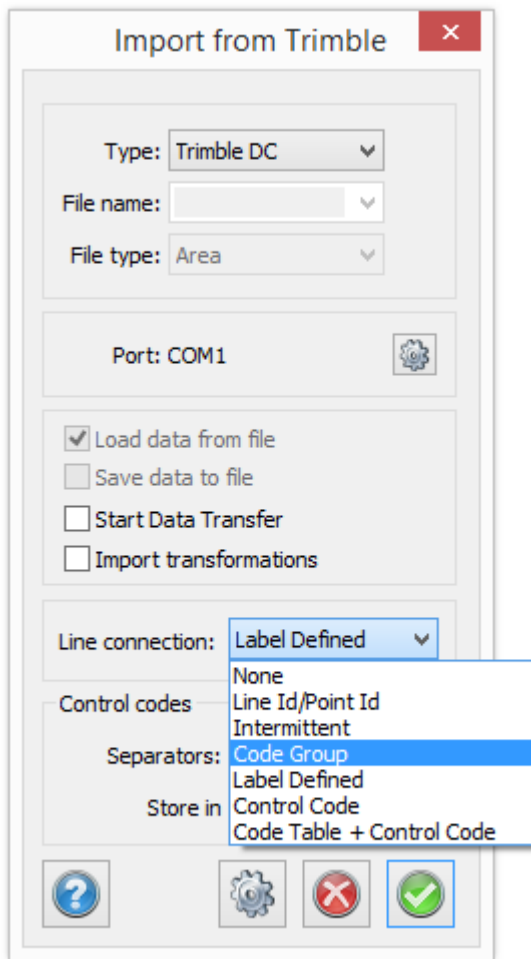 Import from Trimble
Type: Trimble DC
File name:
File type: Area
Port: COM1
Load data from file
Save data to file
Start Data Transfer
Import transformations
Line connection: Label Defined
None
Line Id/Point Id
Intermittent
Control codes
Code Group
Separators:
Label Defined
Control Code
Store in
Code Table + Control Code